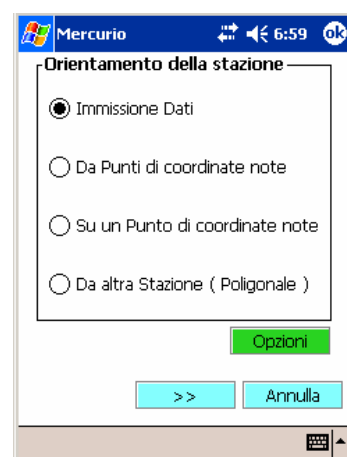 Mercurio 6:59 ok
Orientamento della stazione
Immissione Dati
Da Punti di coordinate note
Su un Punto di coordinate note
Da altra Stazione ( Poligonale )
Opzioni
>> Annulla